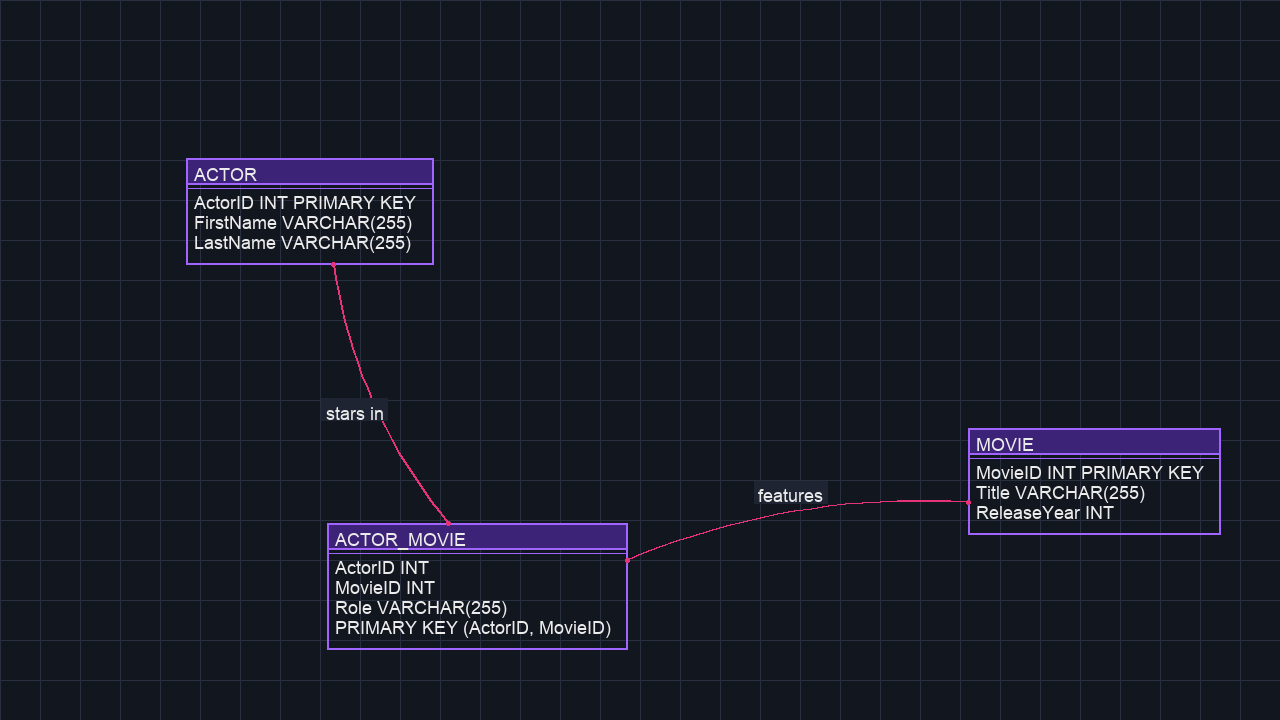 ACTOR
ActorID INT PRIMARY KEY
FirstName VARCHAR(255)
LastName VARCHAR(255)
stars in
MOVIE
MovieID INT PRIMARY KEY
Title VARCHAR(255)
ReleaseYear INT
features
ACTOR_MOVIE
ActorID INT
MovieID INT
Role VARCHAR(255)
PRIMARY KEY (ActorID, MovieID)